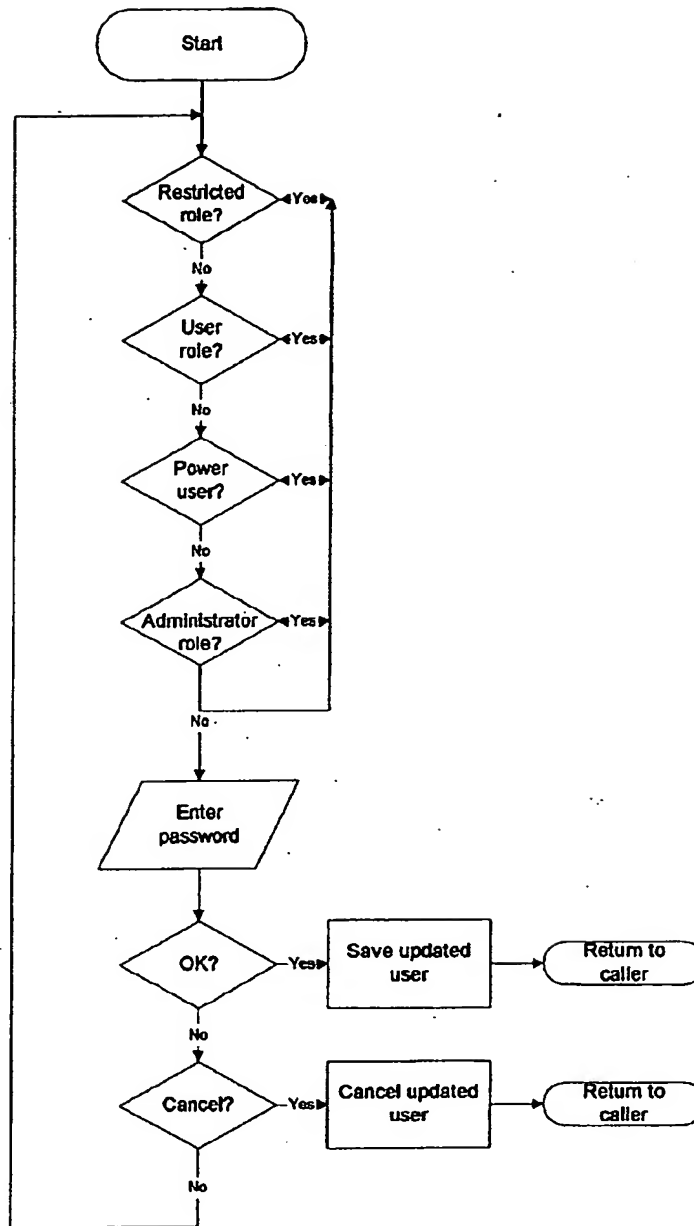 Start
Restricted
role?
Yes
No
User
role?
Yes
No
Power
user?
Yes
No
Administrator
role?
Yes
No
Enter
password
OK?
Yes
Save updated
user
Return to
caller
No
Cancel?
Yes
Cancel updated
user
Return to
caller
No